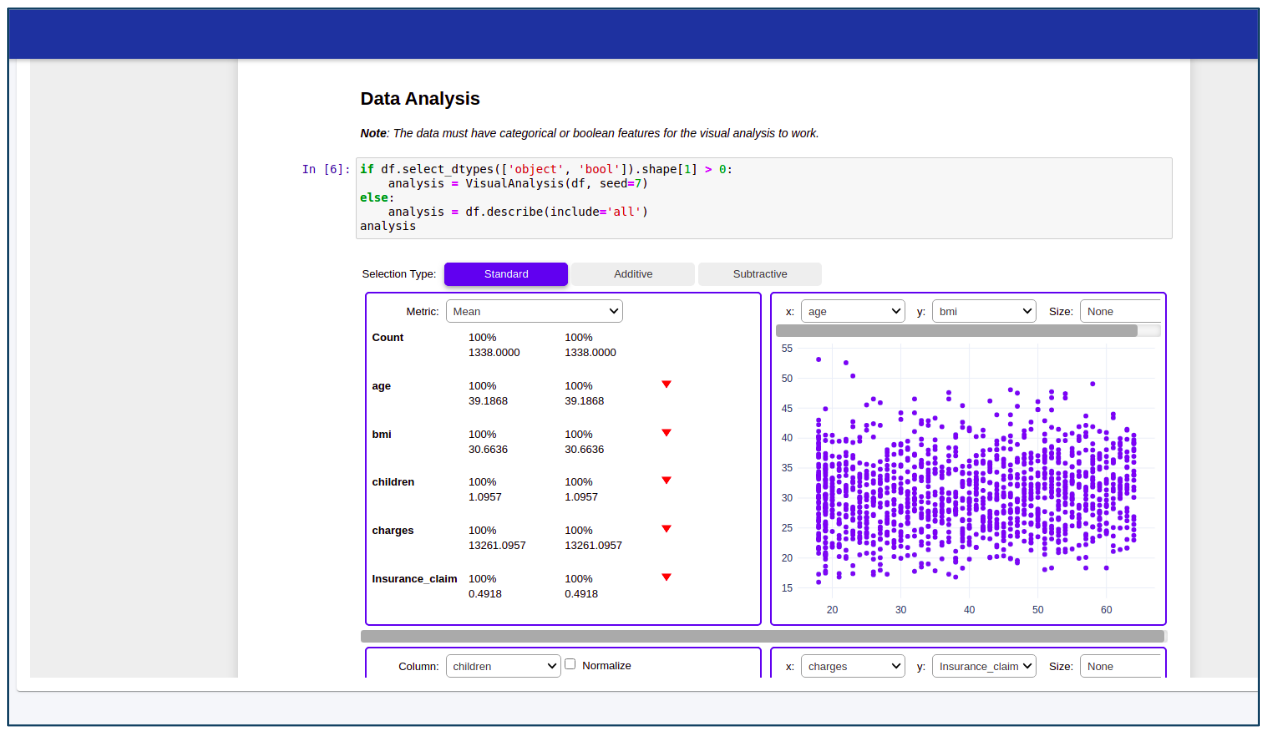 Data Analysis
Note: The data must have categorical or boolean features for the visual analysis to work.
In [6]:
if df.select_dtypes(['object', 'bool']).shape[1] > 0:
    analysis = VisualAnalysis(df, seed=7)
else:
    analysis = df.describe(include='all')
analysis
Selection Type: Standard Additive Subtractive
Metric: Mean
Count 100% 100%
1338.0000 1338.0000
age 100% 100%
39.1868 39.1868
bmi 100% 100%
30.6636 30.6636
children 100% 100%
1.0957 1.0957
charges 100% 100%
13261.0957 13261.0957
Insurance_claim 100% 100%
0.4918 0.4918
x: age y: bmi Size: None
55
50
45
40
35
30
25
20
15
20 30 40 50 60
Column: children Normalize
x: charges y: Insurance_claim Size: None